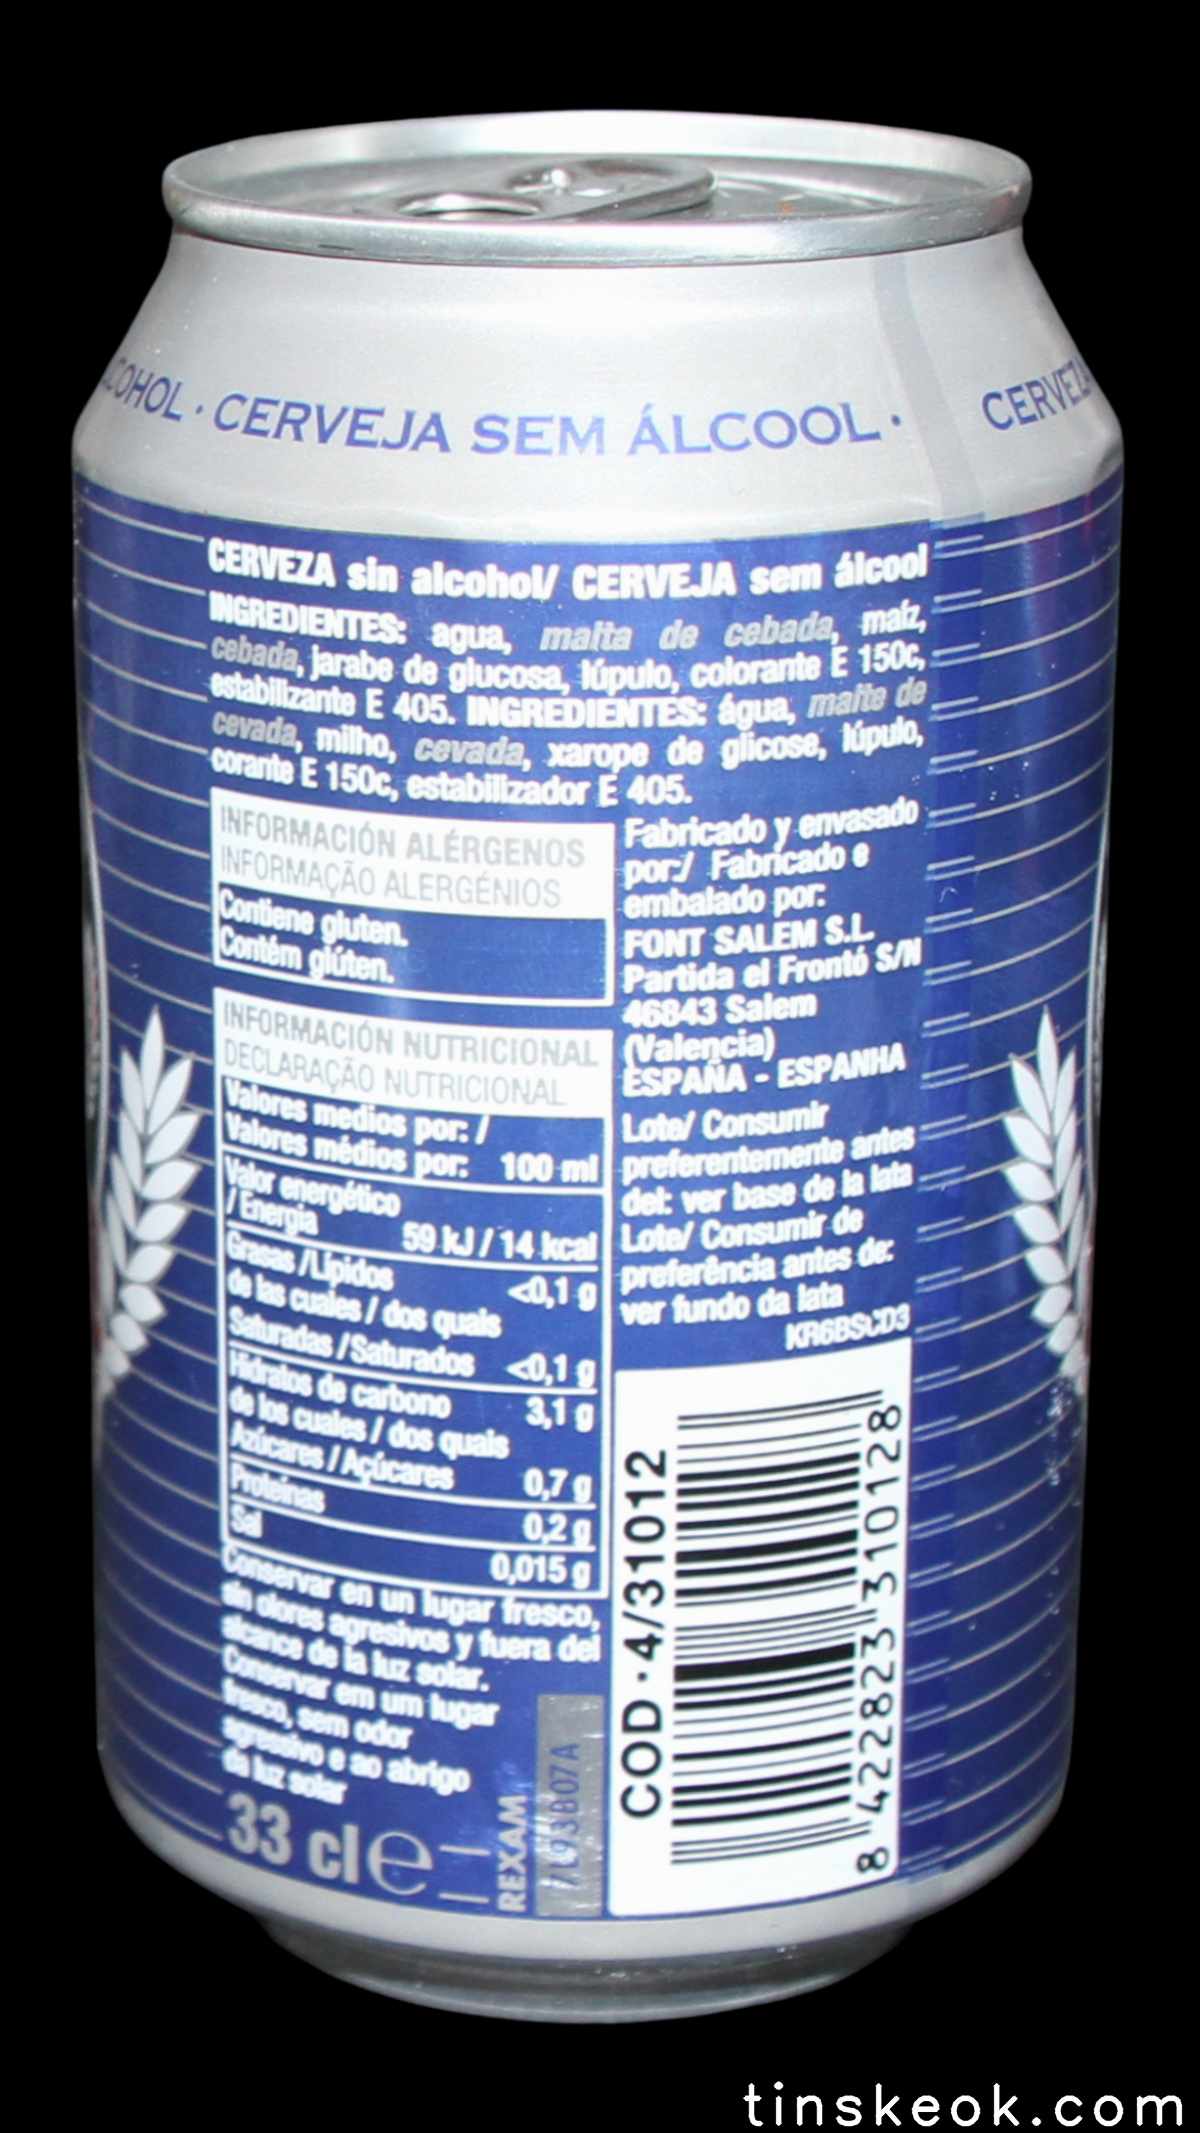 COHOL · CERVEJA SEM ÁLCOOL ·
CERVEZA
CERVEZA sin alcohol/ CERVEJA sem álcool
INGREDIENTES: agua, malta de cebada, maíz,
cebada, jarabe de glucosa, lúpulo, colorante E 150c,
estabilizante E 405. INGREDIENTES: água, malte de
cevada, milho, cevada, xarope de glicose, lúpulo,
corante E 150c, estabilizador E 405.
INFORMACIÓN ALÉRGENOS
INFORMAÇÃO ALERGÉNIOS
Contiene gluten.
Contém glúten.
INFORMACIÓN NUTRICIONAL
DECLARAÇÃO NUTRICIONAL
Valores medios por: /
Valores médios por: 100 ml
Valor energético
/ Energia 59 kJ / 14 kcal
Grasas / Lípidos <0,1 g
de las cuales / dos quais
Saturadas / Saturados <0,1 g
Hidratos de carbono 3,1 g
de los cuales / dos quais
Azúcares / Açúcares 0,7 g
Proteínas 0,2 g
Sal 0,015 g
Conservar en un lugar fresco,
sin olores agresivos y fuera del
alcance de la luz solar.
Conservar em um lugar
fresco, sem odor
agressivo e ao abrigo
da luz solar
33 cl e
REXAM
7L93B07A
Fabricado y envasado
por:/ Fabricado e
embalado por:
FONT SALEM S.L.
Partida el Frontó S/N
46843 Salem
(Valencia)
ESPAÑA - ESPANHA
Lote/ Consumir
preferentemente antes
del: ver base de la lata
Lote/ Consumir de
preferência antes de:
ver fundo da lata
KR6BSCD3
COD·4/31012
8 422823 310128
tinskeok.com